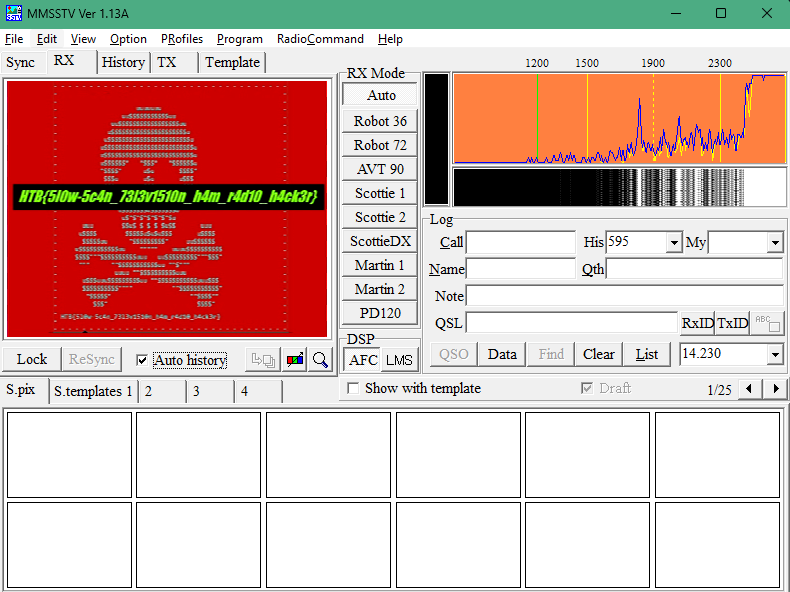 MMSSTV Ver 1.13A
File Edit View Option PRofiles Program RadioCommand Help
Sync RX History TX Template
RX Mode
Auto
Robot 36
Robot 72
AVT 90
Scottie 1
Scottie 2
ScottieDX
Martin 1
Martin 2
PD120
DSP
AFC LMS
1200 1500 1900 2300
HTB{5l0w-5c4n_73l3v1510n_h4m_r4d10_h4ck3r}
HTB{5l0w-5c4n_73l3v1510n_h4m_r4d10_h4ck3r}
Log
Call His 595 My
Name Qth
Note
QSL RxID TxID ABC
QSO Data Find Clear List 14.230
Lock ReSync Auto history
Show with template Draft 1/25
S.pix S.templates 1 2 3 4